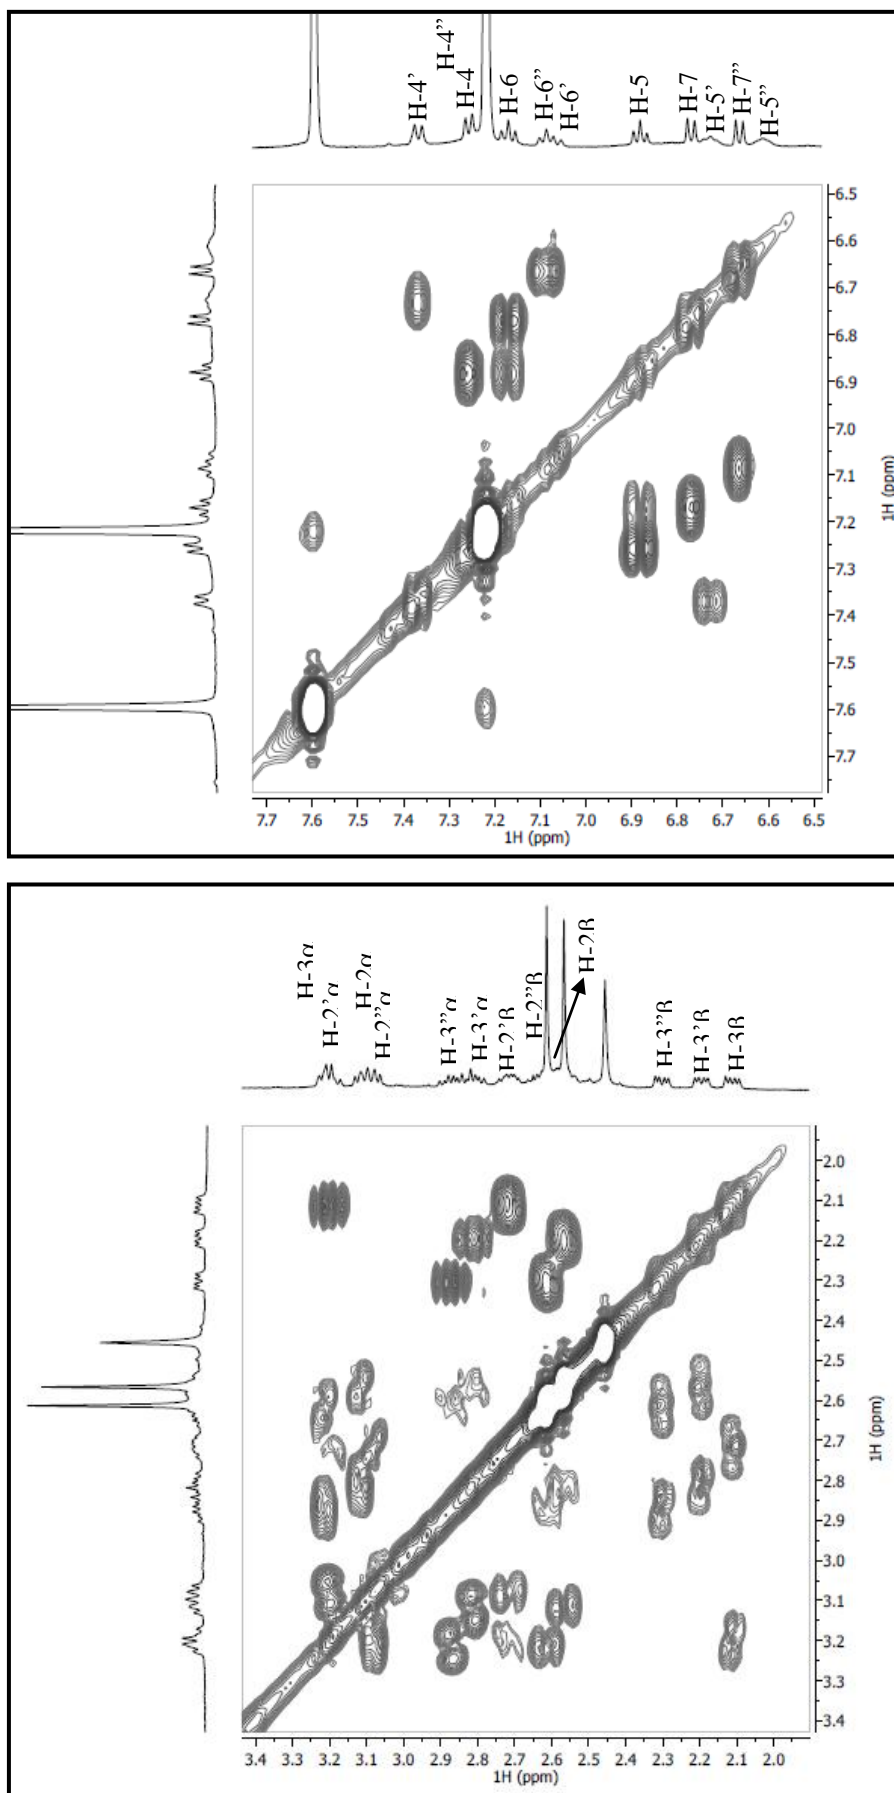 H-4'
H-4''
H-4
H-6
H-6''
H-6'
H-5
H-7
H-5'
H-7''
H-5''
6.5
6.6
6.7
6.8
6.9
7.0
7.1
7.2
7.3
7.4
7.5
7.6
7.7
1H (ppm)
7.7 7.6 7.5 7.4 7.3 7.2 7.1 7.0 6.9 6.8 6.7 6.6 6.5
1H (ppm)
H-3α
H-2'α
H-2α
H-2''α
H-3''α
H-3'α
H-2'β
H-2''β
H-2β
H-3''β
H-3'β
H-3β
2.0
2.1
2.2
2.3
2.4
2.5
2.6
2.7
2.8
2.9
3.0
3.1
3.2
3.3
3.4
1H (ppm)
3.4 3.3 3.2 3.1 3.0 2.9 2.8 2.7 2.6 2.5 2.4 2.3 2.2 2.1 2.0
1H (ppm)